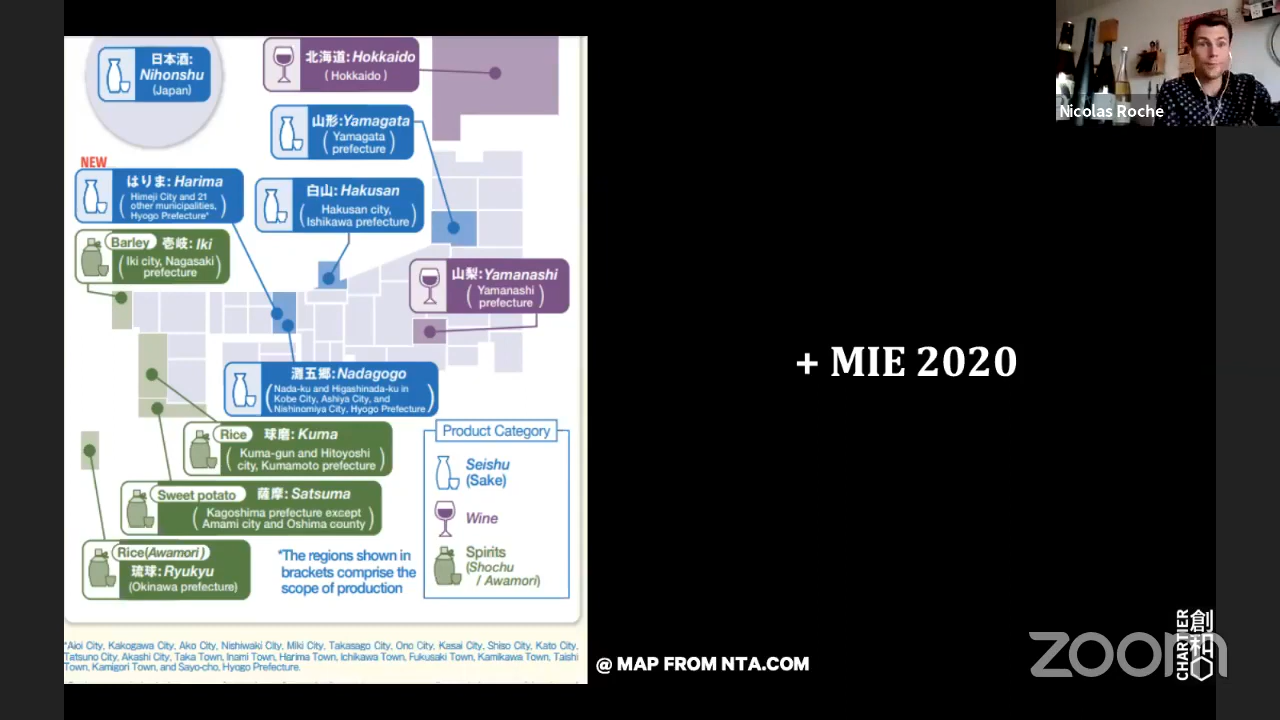 日本酒:
Nihonshu
(Japan)
北海道: Hokkaido
( Hokkaido )
山形:Yamagata
( Yamagata
prefecture )
NEW
はりま: Harima
( Himeji City and 21
other municipalities,
Hyogo Prefecture* )
白山: Hakusan
( Hakusan city,
Ishikawa prefecture )
Barley 壱岐: Iki
( Iki city, Nagasaki
prefecture )
山梨: Yamanashi
( Yamanashi
prefecture )
灘五郷: Nadagogo
( Nada-ku and Higashinada-ku in
Kobe City, Ashiya City, and
Nishinomiya City, Hyogo Prefecture )
Rice 球磨: Kuma
( Kuma-gun and Hitoyoshi
city, Kumamoto prefecture )
Sweet potato 薩摩: Satsuma
( Kagoshima prefecture except
Amami city and Oshima county )
Rice(Awamori)
琉球: Ryukyu
(Okinawa prefecture)
*The regions shown in
brackets comprise the
scope of production
Product Category
Seishu
(Sake)
Wine
Spirits
(Shochu
/ Awamori)
*Aioi City, Kakogawa City, Ako City, Nishiwaki City, Miki City, Takasago City, Ono City, Kasai City, Shiso City, Kato City,
Tatsuno City, Akashi City, Taka Town, Inami Town, Harima Town, Ichikawa Town, Fukusaki Town, Kamikawa Town, Taishi
Town, Kamigori Town, and Sayo-cho, Hyogo Prefecture.
@ MAP FROM NTA.COM
+ MIE 2020
Nicolas Roche
CHARTIER
創和
zoom